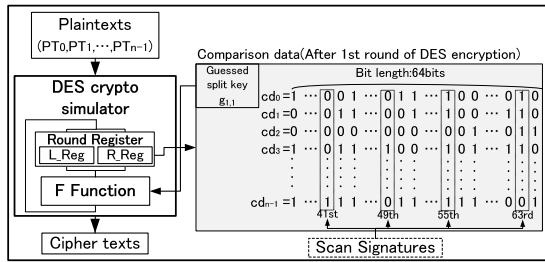 Plaintexts
(PT0,PT1,···,PTn-1)
DES crypto
simulator
Round Register
L_Reg R_Reg
F Function
Cipher texts
Comparison data(After 1st round of DES encryption)
Guessed
split key
g1,1
Bit length:64bits
cd0=1 ··· 0 0 1 ··· 0 1 1 ··· 1 0 0 ··· 0 1 0
cd1=0 ··· 0 0 1 ··· 0 0 1 ··· 1 0 0 ··· 1 1 0
cd2=0 ··· 0 0 0 ··· 0 0 0 ··· 1 0 0 ··· 0 1 1
cd3=1 ··· 0 1 0 ··· 0 0 1 ··· 1 0 1 ··· 0 1 0
cdn-1=1 ··· 1 1 1 ··· 0 1 1 ··· 1 0 1 ··· 0 0 1
41st 49th 55th 63rd
Scan Signatures